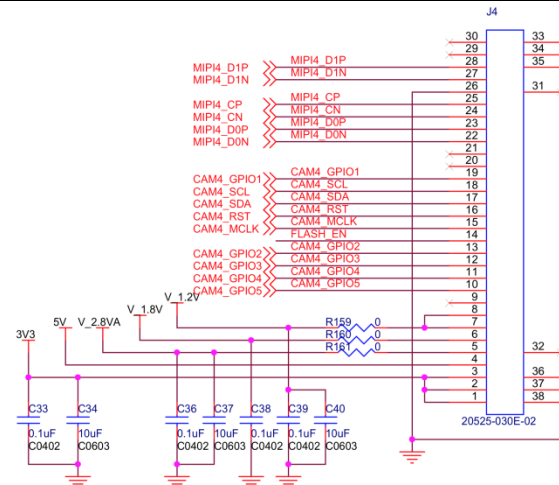 J4
30 33
29 34
MIPI4_D1P MIPI4_D1P 28 35
MIPI4_D1N MIPI4_D1N 27
26 31
MIPI4_CP MIPI4_CP 25
MIPI4_CN MIPI4_CN 24
MIPI4_D0P MIPI4_D0P 23
MIPI4_D0N MIPI4_D0N 22
21
20
CAM4_GPIO1 CAM4_GPIO1 19
CAM4_SCL CAM4_SCL 18
CAM4_SDA CAM4_SDA 17
CAM4_RST CAM4_RST 16
CAM4_MCLK CAM4_MCLK 15
FLASH_EN 14
CAM4_GPIO2 CAM4_GPIO2 13
CAM4_GPIO3 CAM4_GPIO3 12
CAM4_GPIO4 CAM4_GPIO4 11
CAM4_GPIO5 CAM4_GPIO5 10
V_1.2V 9
V_1.8V 8
3V3 5V V_2.8VA R159 0 7
R160 0 6
R161 0 5 32
4
3 36
2 37
1 38
C33 C34 C36 C37 C38 C39 C40
20525-030E-02
0.1uF 10uF 0.1uF 10uF 0.1uF 0.1uF 10uF
C0402 C0603 C0402 C0603 C0402 C0402 C0603